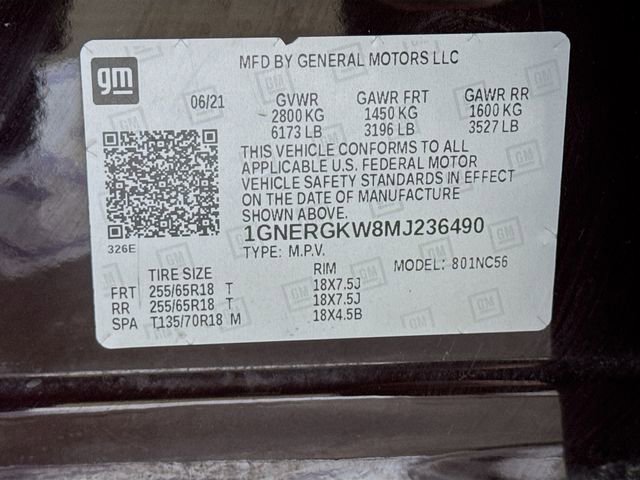 gm
MFD BY GENERAL MOTORS LLC
06/21 GVWR GAWR FRT GAWR RR
2800 KG 1450 KG 1600 KG
6173 LB 3196 LB 3527 LB
THIS VEHICLE CONFORMS TO ALL
APPLICABLE U.S. FEDERAL MOTOR
VEHICLE SAFETY STANDARDS IN EFFECT
ON THE DATE OF MANUFACTURE
SHOWN ABOVE.
326E
1GNERGKW8MJ236490
TYPE: M.P.V. MODEL: 801NC56
TIRE SIZE RIM
FRT 255/65R18 T 18X7.5J
RR 255/65R18 T 18X7.5J
SPA T135/70R18 M 18X4.5B